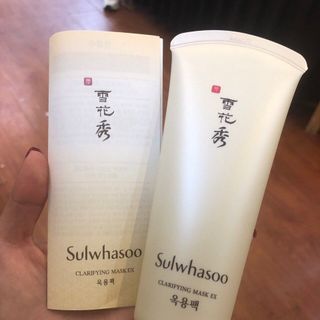 雪花秀
Sulwhasoo
CLARIFYING MASK EX
옥용팩
雪花秀
Sulwhasoo
CLARIFYING MASK EX
옥용팩